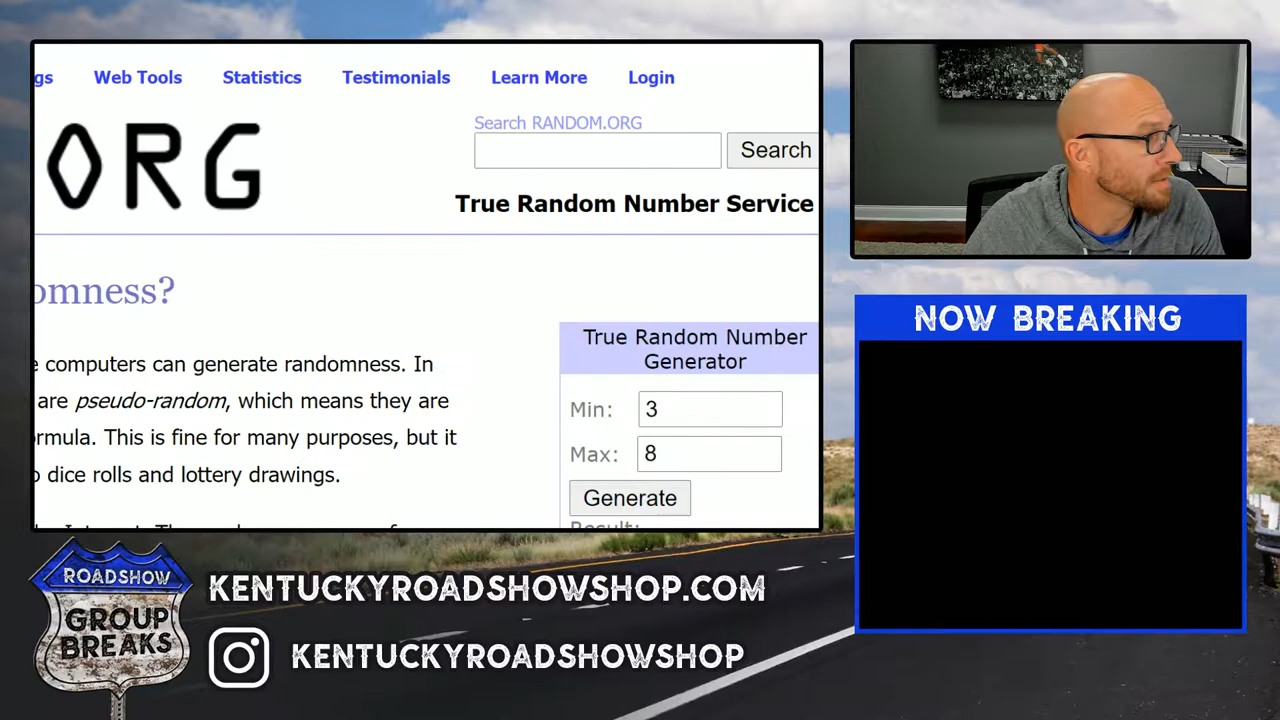 gs Web Tools Statistics Testimonials Learn More Login
ORG
Search RANDOM.ORG
Search
True Random Number Service
omness?
True Random Number
Generator
e computers can generate randomness. In
are pseudo-random, which means they are
ormula. This is fine for many purposes, but it
o dice rolls and lottery drawings.
Min: 3
Max: 8
Generate
Result:
NOW BREAKING
ROADSHOW
GROUP
BREAKS
KENTUCKYROADSHOWSHOP.COM
KENTUCKYROADSHOWSHOP